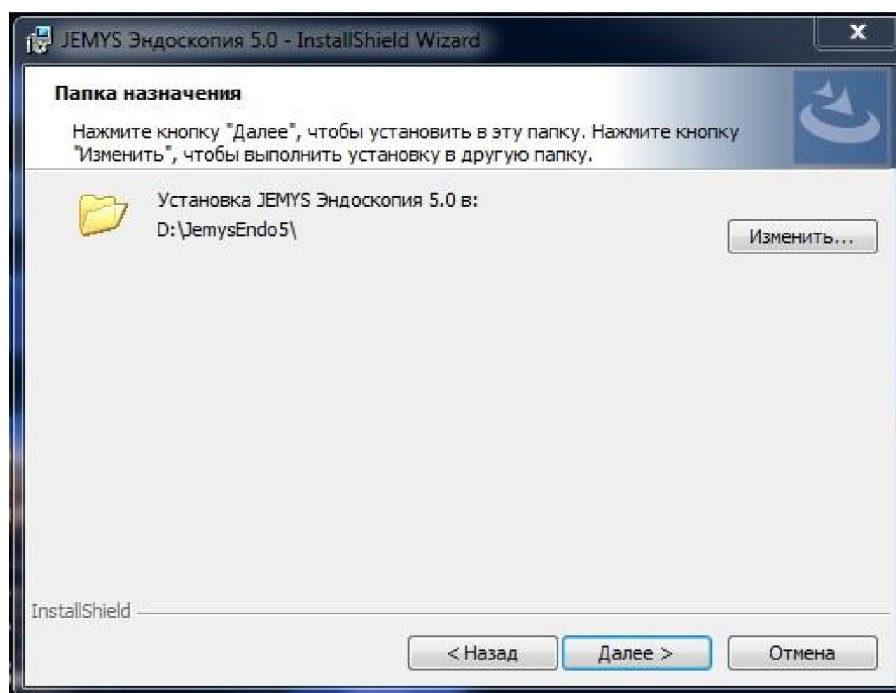 JEMYS Эндоскопия 5.0 - InstallShield Wizard
Папка назначения
Нажмите кнопку "Далее", чтобы установить в эту папку. Нажмите кнопку
"Изменить", чтобы выполнить установку в другую папку.
Установка JEMYS Эндоскопия 5.0 в:
D:\JemysEndo5\
Изменить...
InstallShield
< Назад
Далее >
Отмена